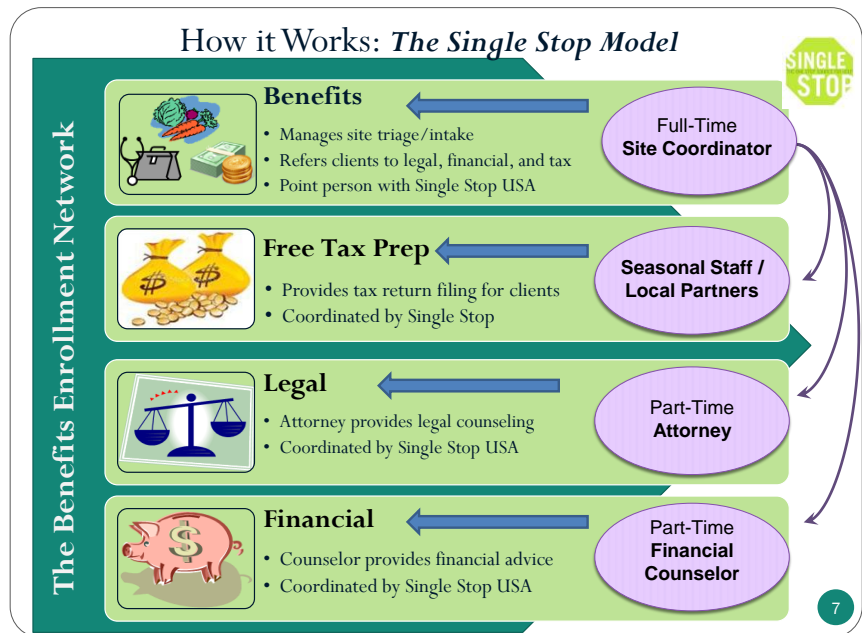 How it Works: The Single Stop Model
SINGLE
STOP
The Benefits Enrollment Network
Benefits
• Manages site triage/intake
• Refers clients to legal, financial, and tax
• Point person with Single Stop USA
Full-Time
Site Coordinator
Free Tax Prep
• Provides tax return filing for clients
• Coordinated by Single Stop
Seasonal Staff /
Local Partners
Legal
• Attorney provides legal counseling
• Coordinated by Single Stop USA
Part-Time
Attorney
Financial
• Counselor provides financial advice
• Coordinated by Single Stop USA
Part-Time
Financial
Counselor
7